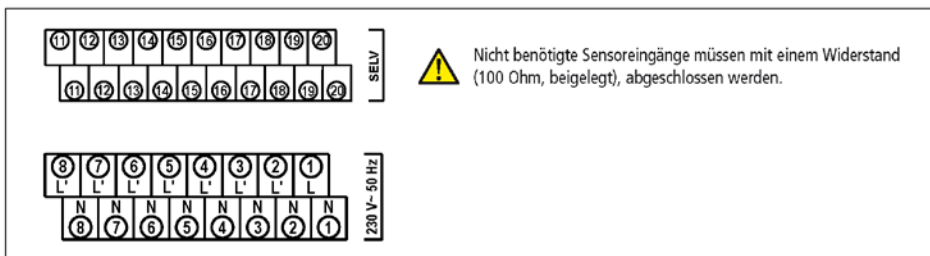 11 12 13 14 15 16 17 18 19 20
11 12 13 14 15 16 17 18 19 20
SELV
Nicht benötigte Sensoreingänge müssen mit einem Widerstand
(100 Ohm, beigelegt), abgeschlossen werden.
8 7 6 5 4 3 2 1
L' L' L' L' L' L' L' L
N N N N N N N N
8 7 6 5 4 3 2 1
230 V~ 50 Hz